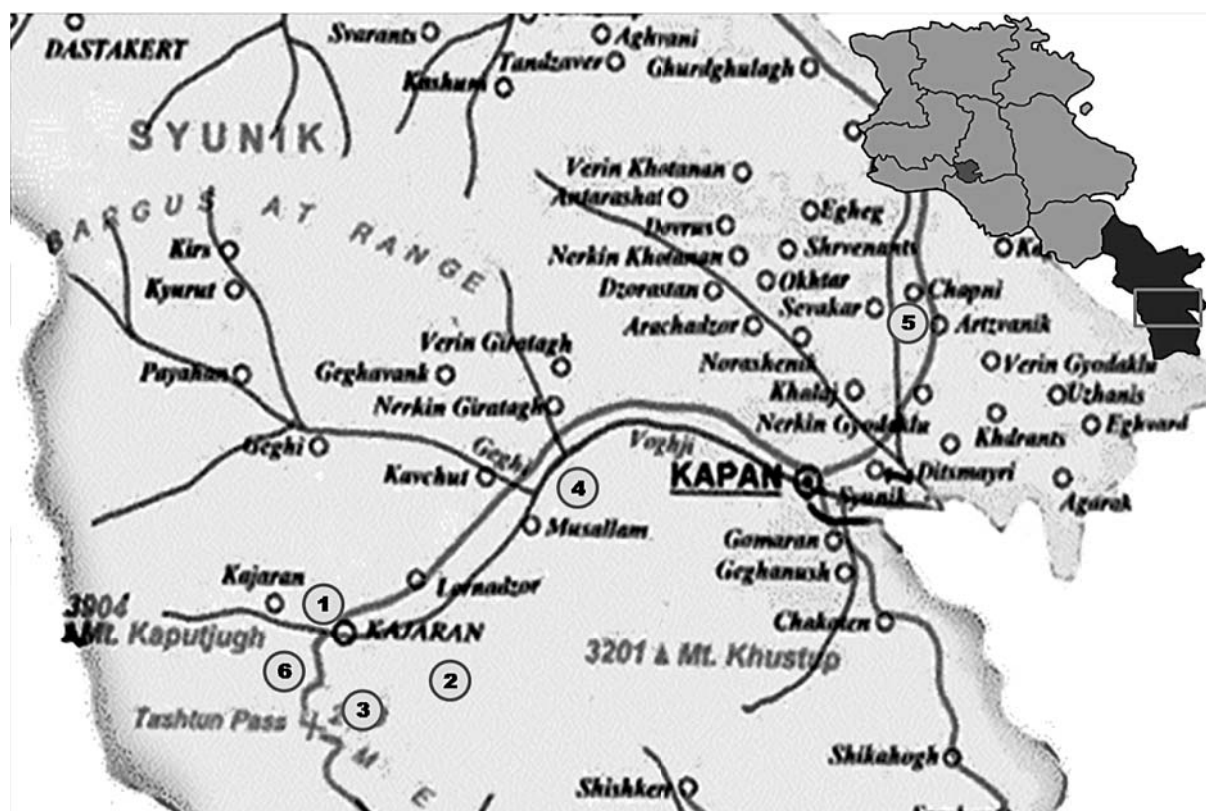 DASTAKERT
Svarants
Aghvani
Tandzaver
Ghurdghulagh
Kashuni
SYUNIK
BARGUSHAT RANGE
Verin Khotanan
Antarashat
Egheg
Dovrus
Shrvenants
Nerkin Khotanan
Okhtar
Dzorastan
Sevakar
Chapni
Kirs
Kyurut
5
Artzvanik
Arachadzor
Norashenik
Verin Giratagh
Verin Gyodaklu
Payahan
Geghavank
Khalaj
Uzhanis
Nerkin Giratagh
Nerkin Gyodaklu
Khdrants
Eghvard
Geghi
Geghi
Voghji
Kavchut
KAPAN
Ditsmayri
4
Syunik
Agarak
Musallam
Gomaran
Geghanush
Kajaran
Lernadzor
1
3904
Mt. Kaputjugh
KAJARAN
Chakaten
3201 Mt. Khustup
6
2
3
Tashtun Pass
M E
Shikahogh
Shishkert